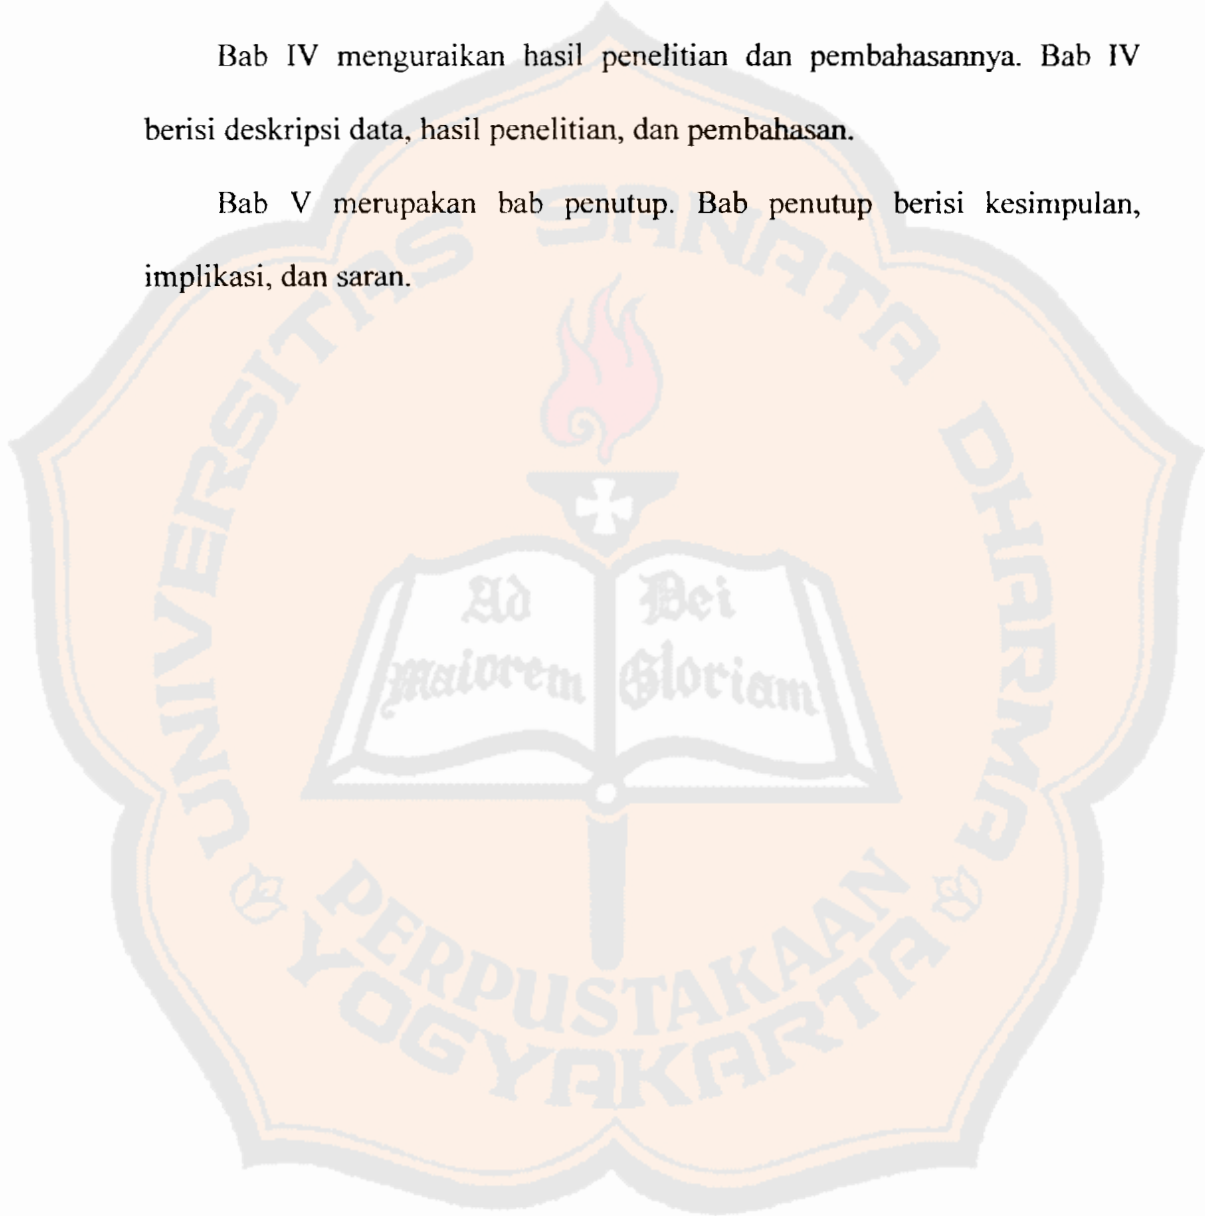 Bab IV menguraikan hasil penelitian dan pembahasannya. Bab IV
berisi deskripsi data, hasil penelitian, dan pembahasan.
Bab V merupakan bab penutup. Bab penutup berisi kesimpulan,
implikasi, dan saran.
UNIVERSITAS SANATA DHARMA
Ad
maiorem
Dei
Gloriam
PERPUSTAKAAN
YOGYAKARTA